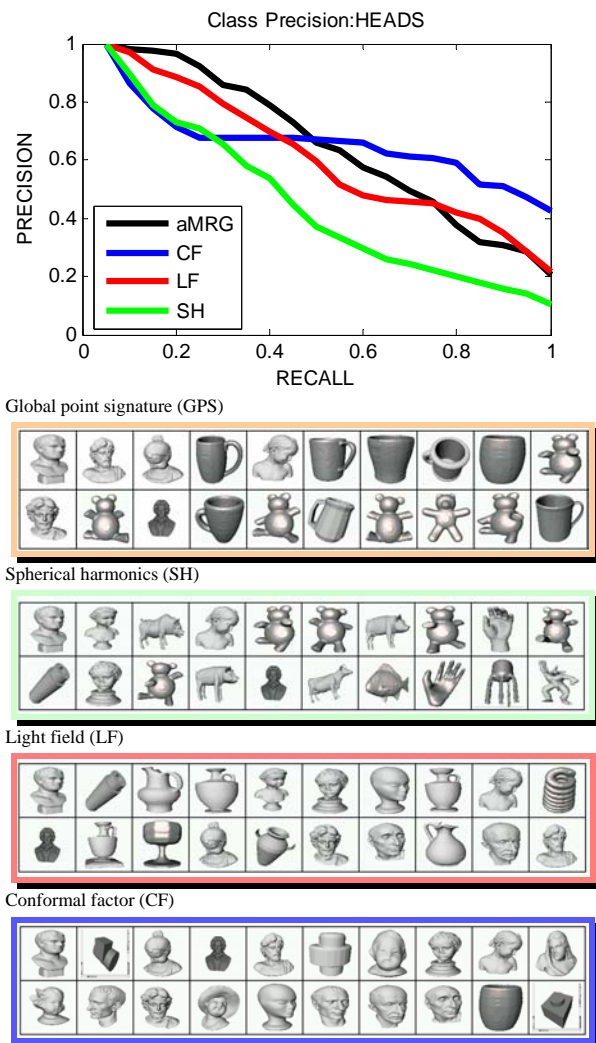 Class Precision:HEADS
1
0.8
0.6
0.4
0.2
0
PRECISION
aMRG
CF
LF
SH
0 0.2 0.4 0.6 0.8 1
RECALL
Global point signature (GPS)
Spherical harmonics (SH)
Light field (LF)
Conformal factor (CF)